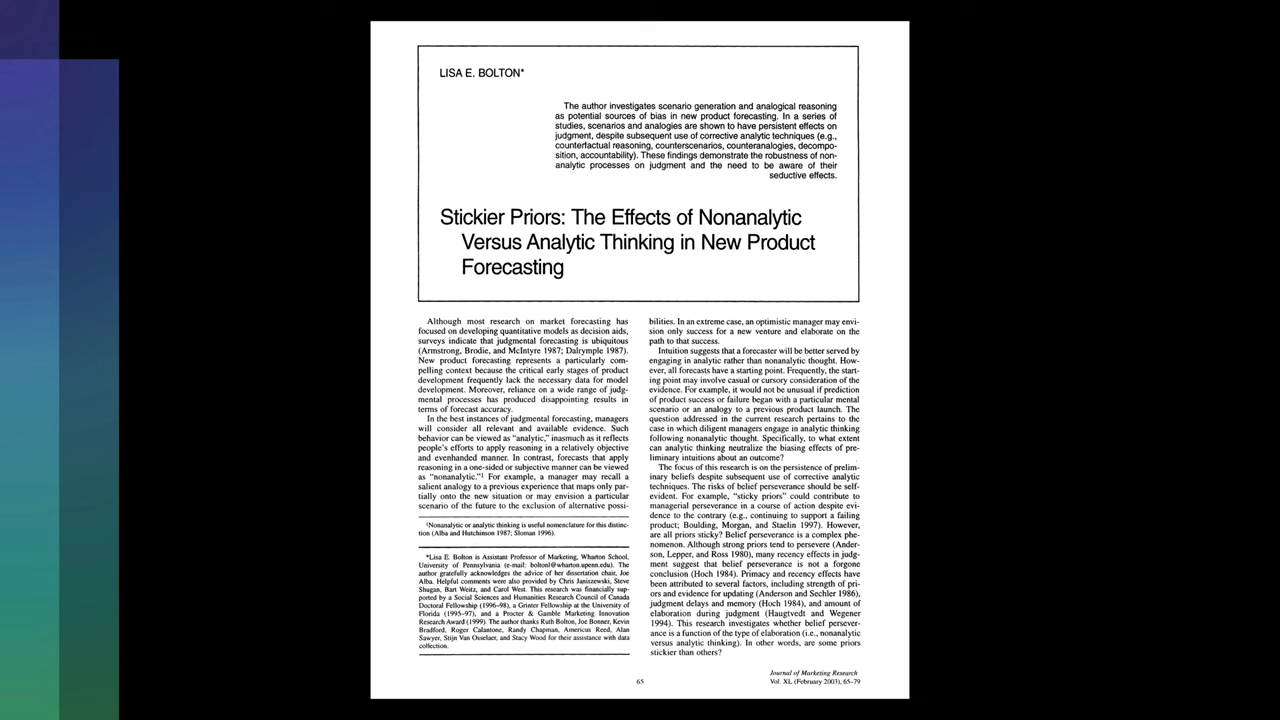 LISA E. BOLTON*
The author investigates scenario generation and analogical reasoning
as potential sources of bias in new product forecasting. In a series of
studies, scenarios and analogies are shown to have persistent effects on
judgment, despite subsequent use of corrective analytic techniques (e.g.,
counterfactual reasoning, counterscenarios, counteranalogies, decompo-
sition, accountability). These findings demonstrate the robustness of non-
analytic processes on judgment and the need to be aware of their
seductive effects.
Stickier Priors: The Effects of Nonanalytic
Versus Analytic Thinking in New Product
Forecasting
Although most research on market forecasting has
focused on developing quantitative models as decision aids,
surveys indicate that judgmental forecasting is ubiquitous
(Armstrong, Brodie, and McIntyre 1987; Dalrymple 1987).
New product forecasting represents a particularly com-
pelling context because the critical early stages of product
development frequently lack the necessary data for model
development. Moreover, reliance on a wide range of judg-
mental processes has produced disappointing results in
terms of forecast accuracy.
In the best instances of judgmental forecasting, managers
will consider all relevant and available evidence. Such
behavior can be viewed as "analytic," inasmuch as it reflects
people's efforts to apply reasoning in a relatively objective
and evenhanded manner. In contrast, forecasts that apply
reasoning in a one-sided or subjective manner can be viewed
as "nonanalytic."1 For example, a manager may recall a
salient analogy to a previous experience that maps only par-
tially onto the new situation or may envision a particular
scenario of the future to the exclusion of alternative possi-
1Nonanalytic or analytic thinking is useful nomenclature for this distinc-
tion (Alba and Hutchinson 1987; Sloman 1996).
*Lisa E. Bolton is Assistant Professor of Marketing, Wharton School,
University of Pennsylvania (e-mail: boltonl@wharton.upenn.edu). The
author gratefully acknowledges the advice of her dissertation chair, Joe
Alba. Helpful comments were also provided by Chris Janiszewski, Steve
Shugan, Bart Weitz, and Carol West. This research was financially sup-
ported by a Social Sciences and Humanities Research Council of Canada
Doctoral Fellowship (1996–98), a Grinter Fellowship at the University of
Florida (1995–97), and a Procter & Gamble Marketing Innovation
Research Award (1999). The author thanks Ruth Bolton, Joe Bonner, Kevin
Bradford, Roger Calantone, Randy Chapman, Americus Reed, Alan
Sawyer, Stijn Van Osselaer, and Stacy Wood for their assistance with data
collection.
bilities. In an extreme case, an optimistic manager may envi-
sion only success for a new venture and elaborate on the
path to that success.
Intuition suggests that a forecaster will be better served by
engaging in analytic rather than nonanalytic thought. How-
ever, all forecasts have a starting point. Frequently, the start-
ing point may involve casual or cursory consideration of the
evidence. For example, it would not be unusual if prediction
of product success or failure began with a particular mental
scenario or an analogy to a previous product launch. The
question addressed in the current research pertains to the
case in which diligent managers engage in analytic thinking
following nonanalytic thought. Specifically, to what extent
can analytic thinking neutralize the biasing effects of pre-
liminary intuitions about an outcome?
The focus of this research is on the persistence of prelim-
inary beliefs despite subsequent use of corrective analytic
techniques. The risks of belief perseverance should be self-
evident. For example, "sticky priors" could contribute to
managerial perseverance in a course of action despite evi-
dence to the contrary (e.g., continuing to support a failing
product; Boulding, Morgan, and Staelin 1997). However,
are all priors sticky? Belief perseverance is a complex phe-
nomenon. Although strong priors tend to persevere (Ander-
son, Lepper, and Ross 1980), many recency effects in judg-
ment suggest that belief perseverance is not a forgone
conclusion (Hoch 1984). Primacy and recency effects have
been attributed to several factors, including strength of pri-
ors and evidence for updating (Anderson and Sechler 1986),
judgment delays and memory (Hoch 1984), and amount of
elaboration during judgment (Haugtvedt and Wegener
1994). This research investigates whether belief persever-
ance is a function of the type of elaboration (i.e., nonanalytic
versus analytic thinking). In other words, are some priors
stickier than others?
65
Journal of Marketing Research
Vol. XL (February 2003), 65–79